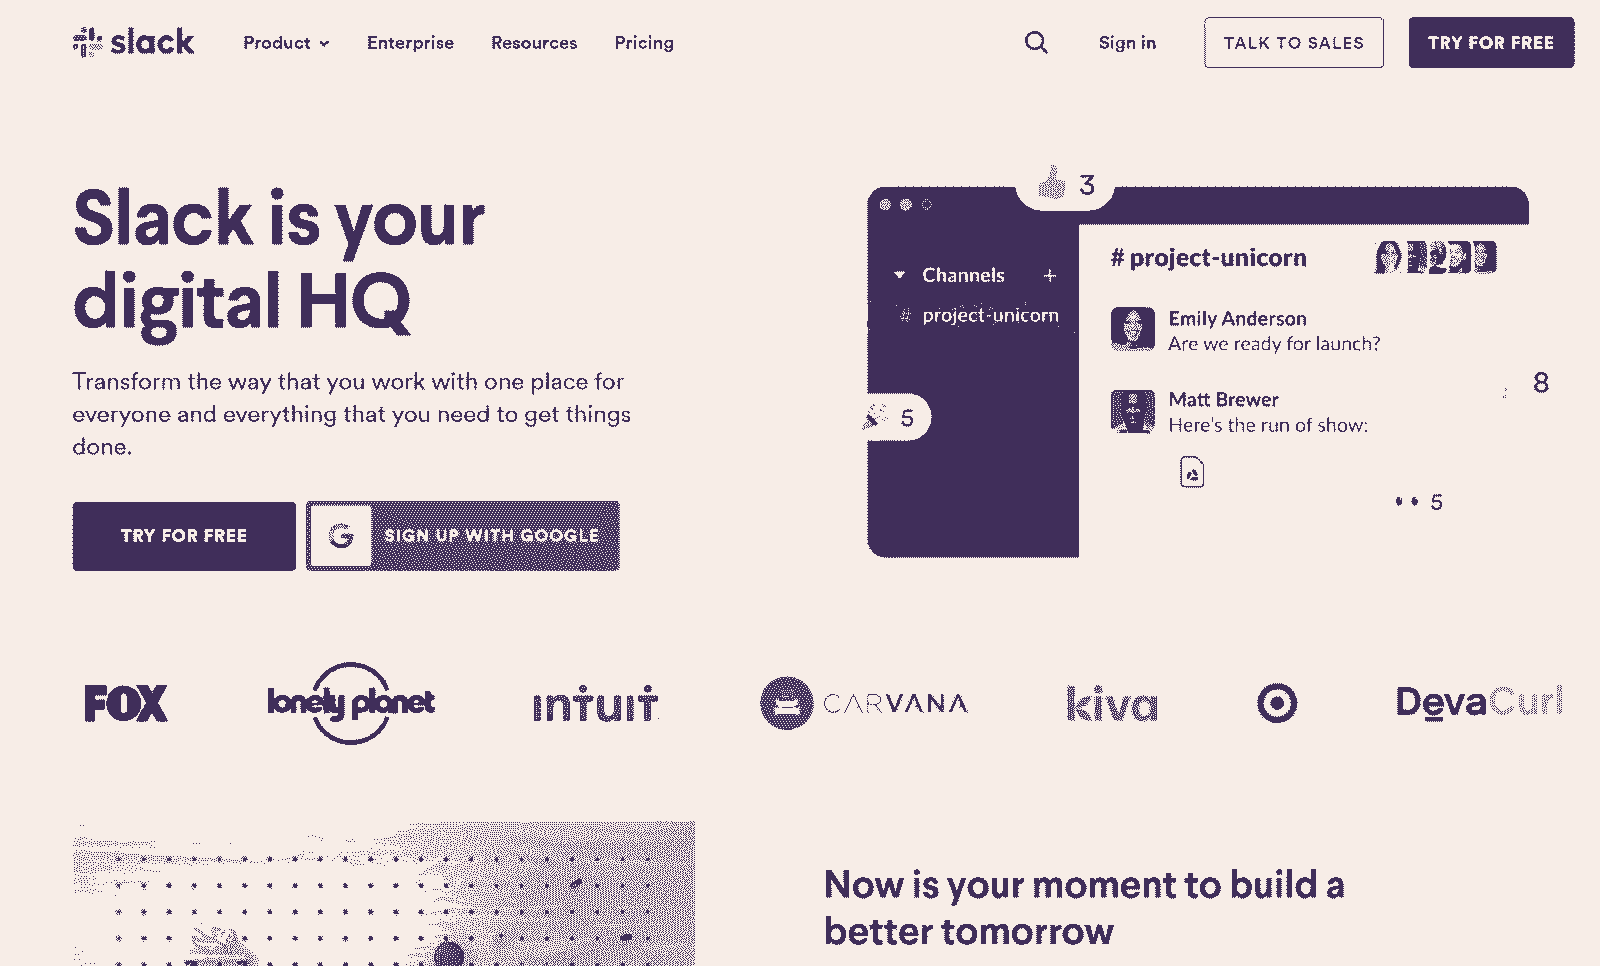 slack
Product
Enterprise
Resources
Pricing
Sign in
TALK TO SALES
TRY FOR FREE
Slack is your
digital HQ
Transform the way that you work with one place for
everyone and everything that you need to get things
done.
TRY FOR FREE
G SIGN UP WITH GOOGLE
3
Channels +
# project-unicorn
5
# project-unicorn
Emily Anderson
Are we ready for launch?
8
Matt Brewer
Here's the run of show:
5
FOX
lonely planet
intuit
CARVANA
kiva
DevaCurl
Now is your moment to build a
better tomorrow